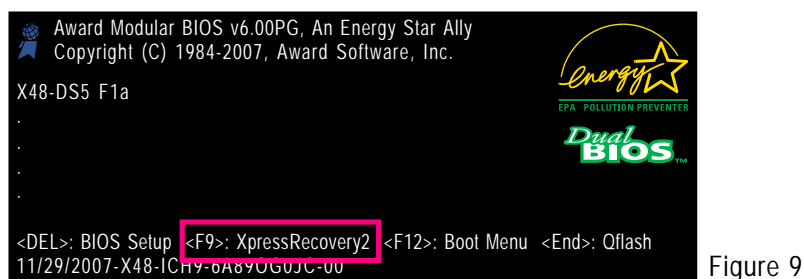 Award Modular BIOS v6.00PG, An Energy Star Ally
Copyright (C) 1984-2007, Award Software, Inc.
energy
EPA POLLUTION PREVENTER
X48-DS5 F1a
.
.
.
.
Dual
BIOS TM
<DEL>: BIOS Setup <F9>: XpressRecovery2 <F12>: Boot Menu <End>: Qflash
11/29/2007-X48-ICH9-6A89OG0JC-00
Figure 9